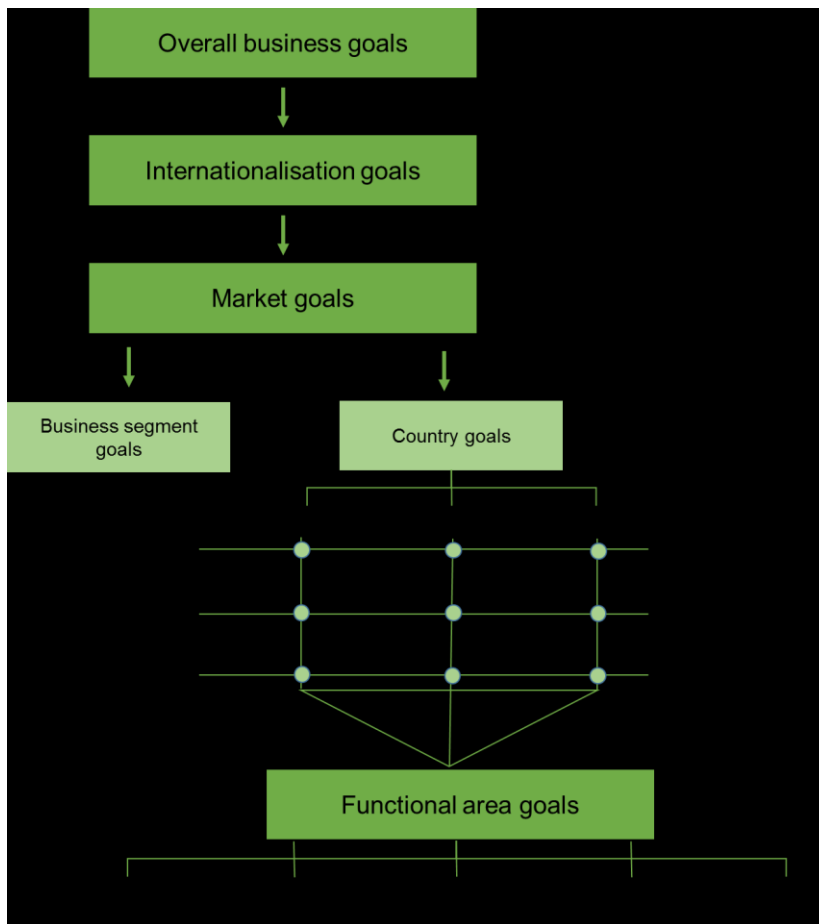 Overall business goals
Internationalisation goals
Market goals
Business segment
goals
Country goals
Functional area goals